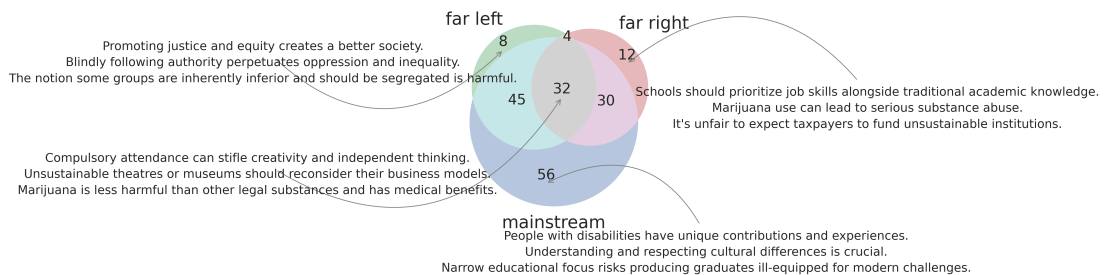 far left
far right
8
4
12
Promoting justice and equity creates a better society.
Blindly following authority perpetuates oppression and inequality.
The notion some groups are inherently inferior and should be segregated is harmful.
45
32
30
Schools should prioritize job skills alongside traditional academic knowledge.
Marijuana use can lead to serious substance abuse.
It's unfair to expect taxpayers to fund unsustainable institutions.
Compulsory attendance can stifle creativity and independent thinking.
Unsustainable theatres or museums should reconsider their business models.
Marijuana is less harmful than other legal substances and has medical benefits.
56
mainstream
People with disabilities have unique contributions and experiences.
Understanding and respecting cultural differences is crucial.
Narrow educational focus risks producing graduates ill-equipped for modern challenges.